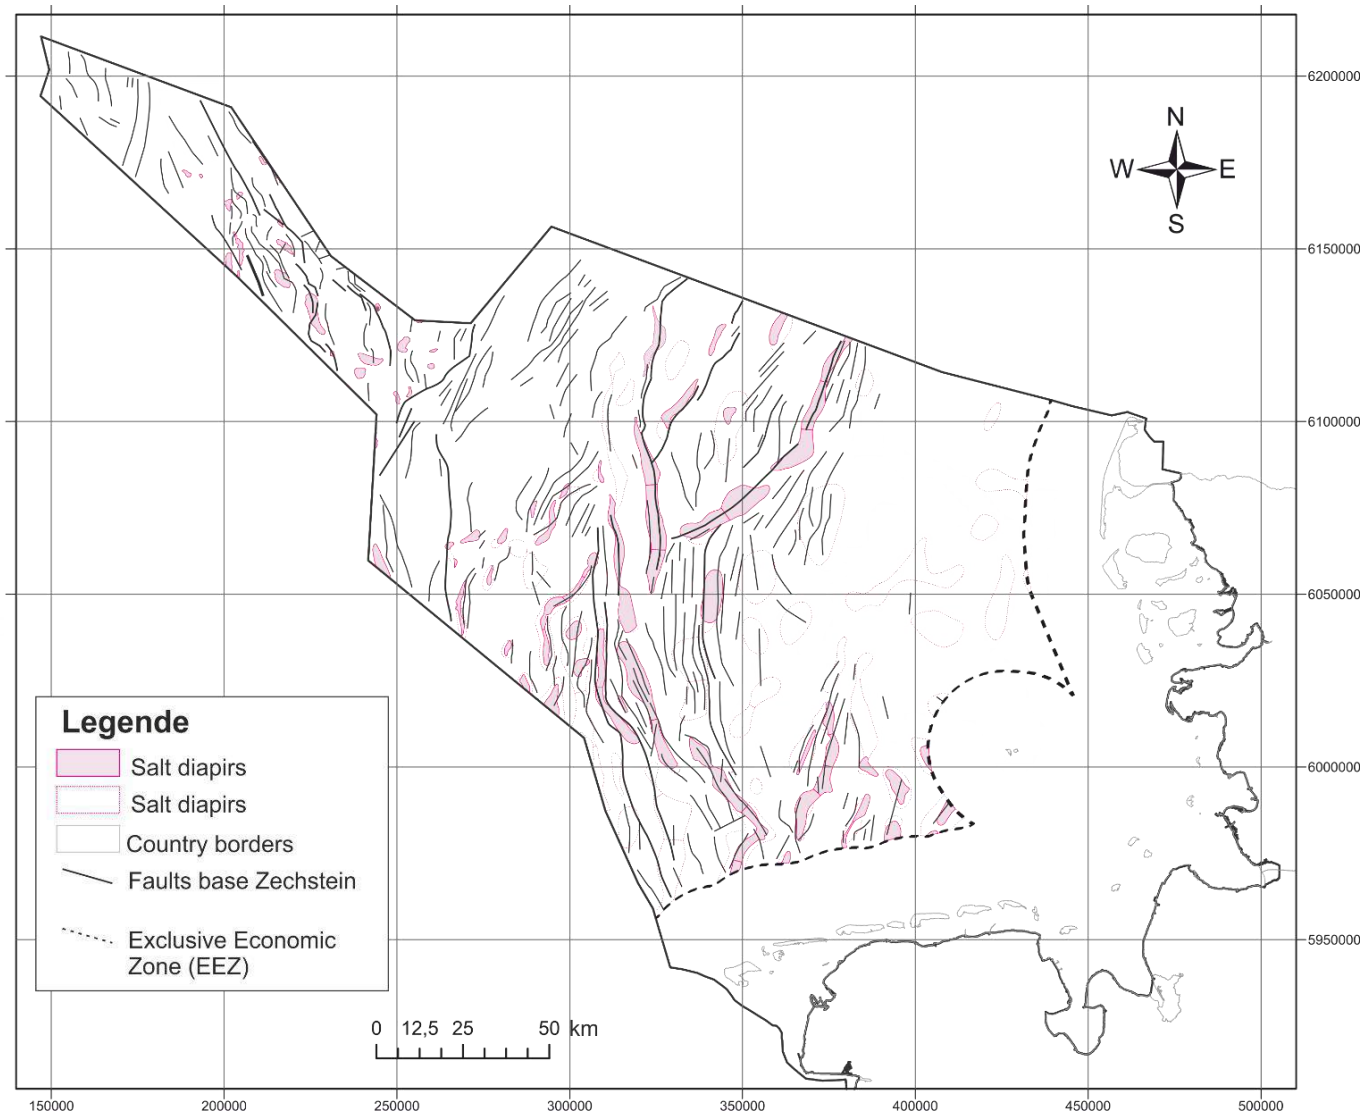 N
W E
S
6200000
6150000
6100000
6050000
6000000
5950000
Legende
Salt diapirs
Salt diapirs
Country borders
Faults base Zechstein
Exclusive Economic
Zone (EEZ)
0 12,5 25 50 km
150000 200000 250000 300000 350000 400000 450000 500000